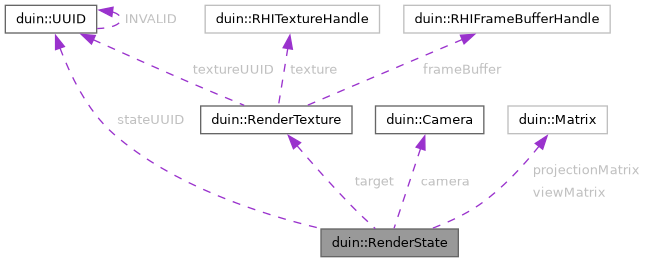 duin::UUID
INVALID
duin::RHITextureHandle
duin::RHIFrameBufferHandle
textureUUID
texture
frameBuffer
stateUUID
duin::RenderTexture
duin::Camera
duin::Matrix
target
camera
projectionMatrix
viewMatrix
duin::RenderState